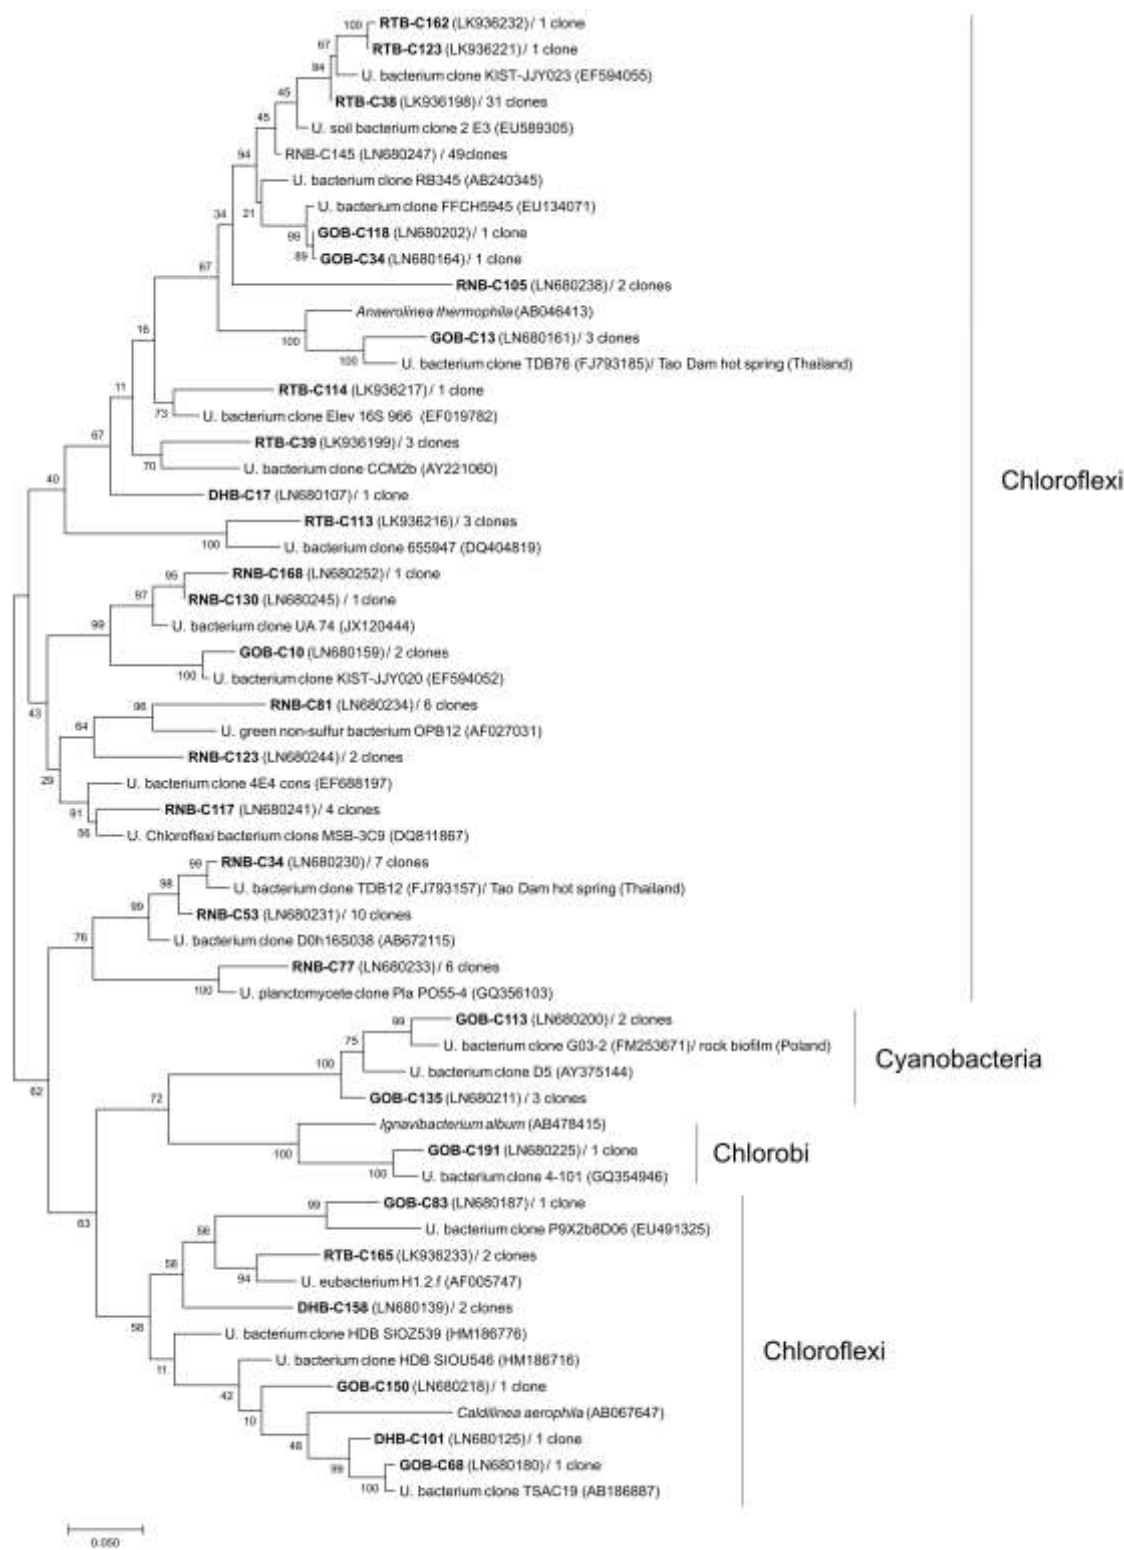 100 RTB-C162 (LK936232)/ 1 clone
67 RTB-C123 (LK936221)/ 1 clone
94 U. bacterium clone KIST-JJY023 (EF594055)
45 RTB-C38 (LK936198)/ 31 clones
45 U. soil bacterium clone 2 E3 (EU589305)
94 RNB-C145 (LN680247) / 49clones
U. bacterium clone RB345 (AB240345)
34 21 U. bacterium clone FFCH5945 (EU134071)
99 GOB-C118 (LN680202)/ 1 clone
67 89 GOB-C34 (LN680164)/ 1 clone
RNB-C105 (LN680238)/ 2 clones
Anaerolinea thermophila (AB046413)
16 100 GOB-C13 (LN680161)/ 3 clones
100 U. bacterium clone TDB76 (FJ793185)/ Tao Dam hot spring (Thailand)
11 RTB-C114 (LK936217)/ 1 clone
73 U. bacterium clone Elev 16S 966 (EF019782)
67 RTB-C39 (LK936199)/ 3 clones
70 U. bacterium clone CCM2b (AY221060)
40 DHB-C17 (LN680107)/ 1 clone
Chloroflexi
RTB-C113 (LK936216)/ 3 clones
100 U. bacterium clone 655947 (DQ404819)
95 RNB-C168 (LN680252)/ 1 clone
97 RNB-C130 (LN680245) / 1clone
99 U. bacterium clone UA 74 (JX120444)
GOB-C10 (LN680159)/ 2 clones
100 U. bacterium clone KIST-JJY020 (EF594052)
43 96 RNB-C81 (LN680234)/ 6 clones
64 U. green non-sulfur bacterium OPB12 (AF027031)
RNB-C123 (LN680244)/ 2 clones
29 U. bacterium clone 4E4 cons (EF688197)
91 RNB-C117 (LN680241)/ 4 clones
56 U. Chloroflexi bacterium clone MSB-3C9 (DQ811867)
99 RNB-C34 (LN680230)/ 7 clones
98 U. bacterium clone TDB12 (FJ793157)/ Tao Dam hot spring (Thailand)
99 RNB-C53 (LN680231)/ 10 clones
76 U. bacterium clone D0h16S038 (AB672115)
RNB-C77 (LN680233)/ 6 clones
100 U. planctomycete clone Pla PO55-4 (GQ356103)
99 GOB-C113 (LN680200)/ 2 clones
75 U. bacterium clone G03-2 (FM253671)/ rock biofilm (Poland)
Cyanobacteria
100 U. bacterium clone D5 (AY375144)
62 72 GOB-C135 (LN680211)/ 3 clones
Ignavibacterium album (AB478415)
100 GOB-C191 (LN680225)/ 1 clone
Chlorobi
100 U. bacterium clone 4-101 (GQ354946)
63 99 GOB-C83 (LN680187)/ 1 clone
56 U. bacterium clone P9X2b8D06 (EU491325)
56 RTB-C165 (LK936233)/ 2 clones
94 U. eubacterium H1.2.f (AF005747)
DHB-C158 (LN680139)/ 2 clones
58 U. bacterium clone HDB SIOZ539 (HM186776)
Chloroflexi
11 U. bacterium clone HDB SIOU546 (HM186716)
42 GOB-C150 (LN680218)/ 1 clone
10 Caldilinea aerophila (AB067647)
48 DHB-C101 (LN680125)/ 1 clone
99 GOB-C68 (LN680180)/ 1 clone
100 U. bacterium clone TSAC19 (AB186887)
0.050